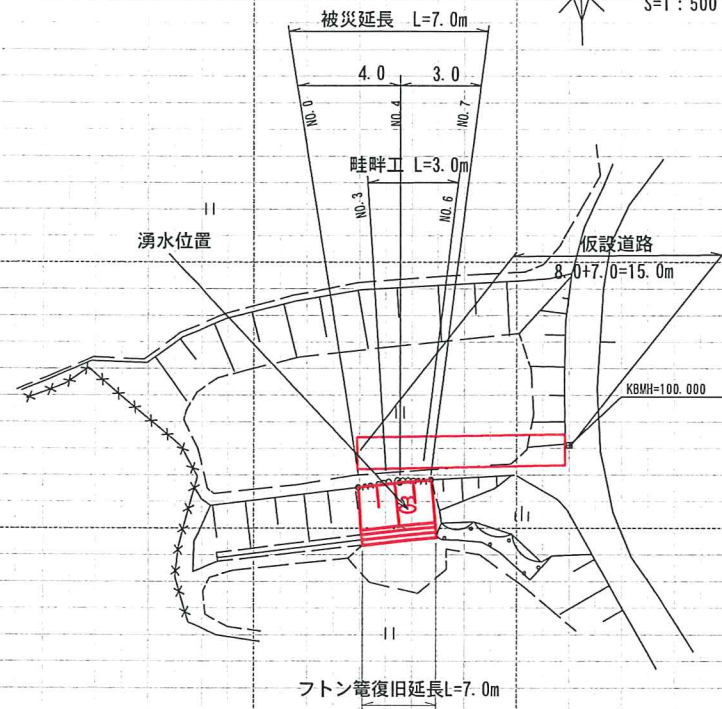 被災延長 L=7.0m
S=1：500
4.0
3.0
NO.0
NO.4
NO.7
畦畔工 L=3.0m
NO.3
NO.6
湧水位置
仮設道路
8.0+7.0=15.0m
KBMH=100.000
フトン篭復旧延長L=7.0m